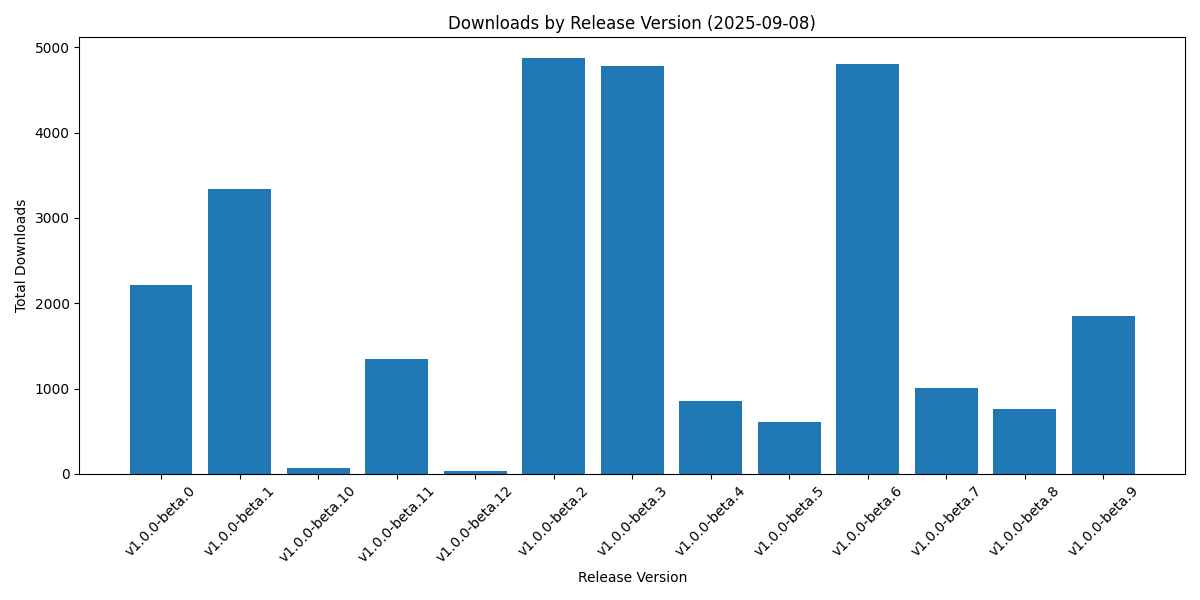 Downloads by Release Version (2025-09-08)
Total Downloads
5000
4000
3000
2000
1000
0
v1.0.0-beta.0
v1.0.0-beta.1
v1.0.0-beta.10
v1.0.0-beta.11
v1.0.0-beta.12
v1.0.0-beta.2
v1.0.0-beta.3
v1.0.0-beta.4
v1.0.0-beta.5
v1.0.0-beta.6
v1.0.0-beta.7
v1.0.0-beta.8
v1.0.0-beta.9
Release Version